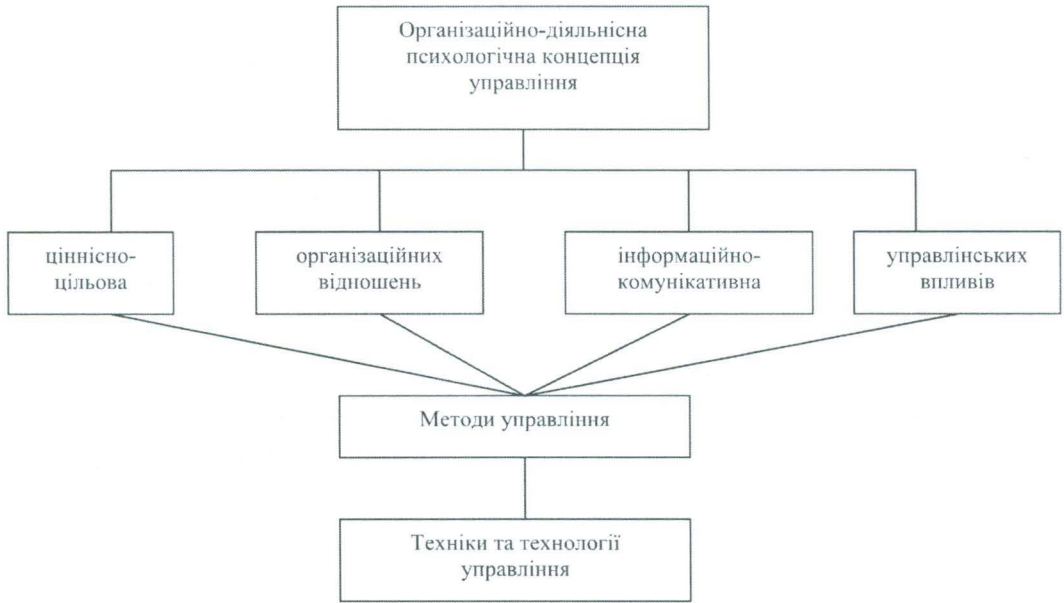 Організаційно-діяльнісна
психологічна концепція
управління
ціннісно-
цільова
організаційних
відношень
інформаційно-
комунікативна
управлінських
впливів
Методи управління
Техніки та технології
управління